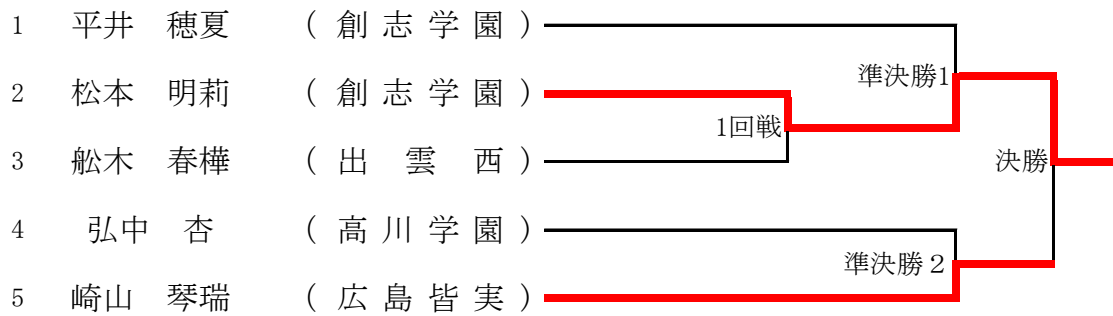 1 平井 穂夏 (創志学園)
準決勝1
2 松本 明莉 (創志学園)
1回戦
3 舩木 春樺 (出雲西)
決勝
4 弘中 杏 (高川学園)
準決勝２
5 崎山 琴瑞 (広島皆実)